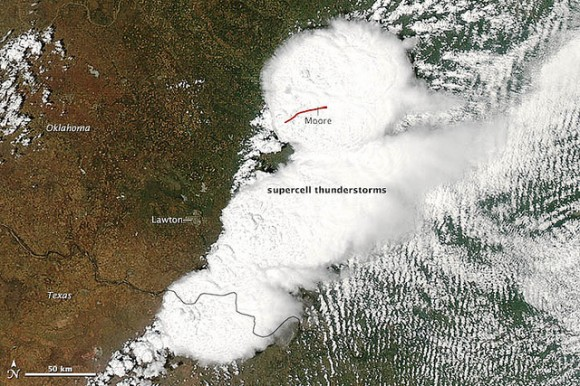 Oklahoma
Moore
supercell thunderstorms
Lawton
Texas
N
50 km